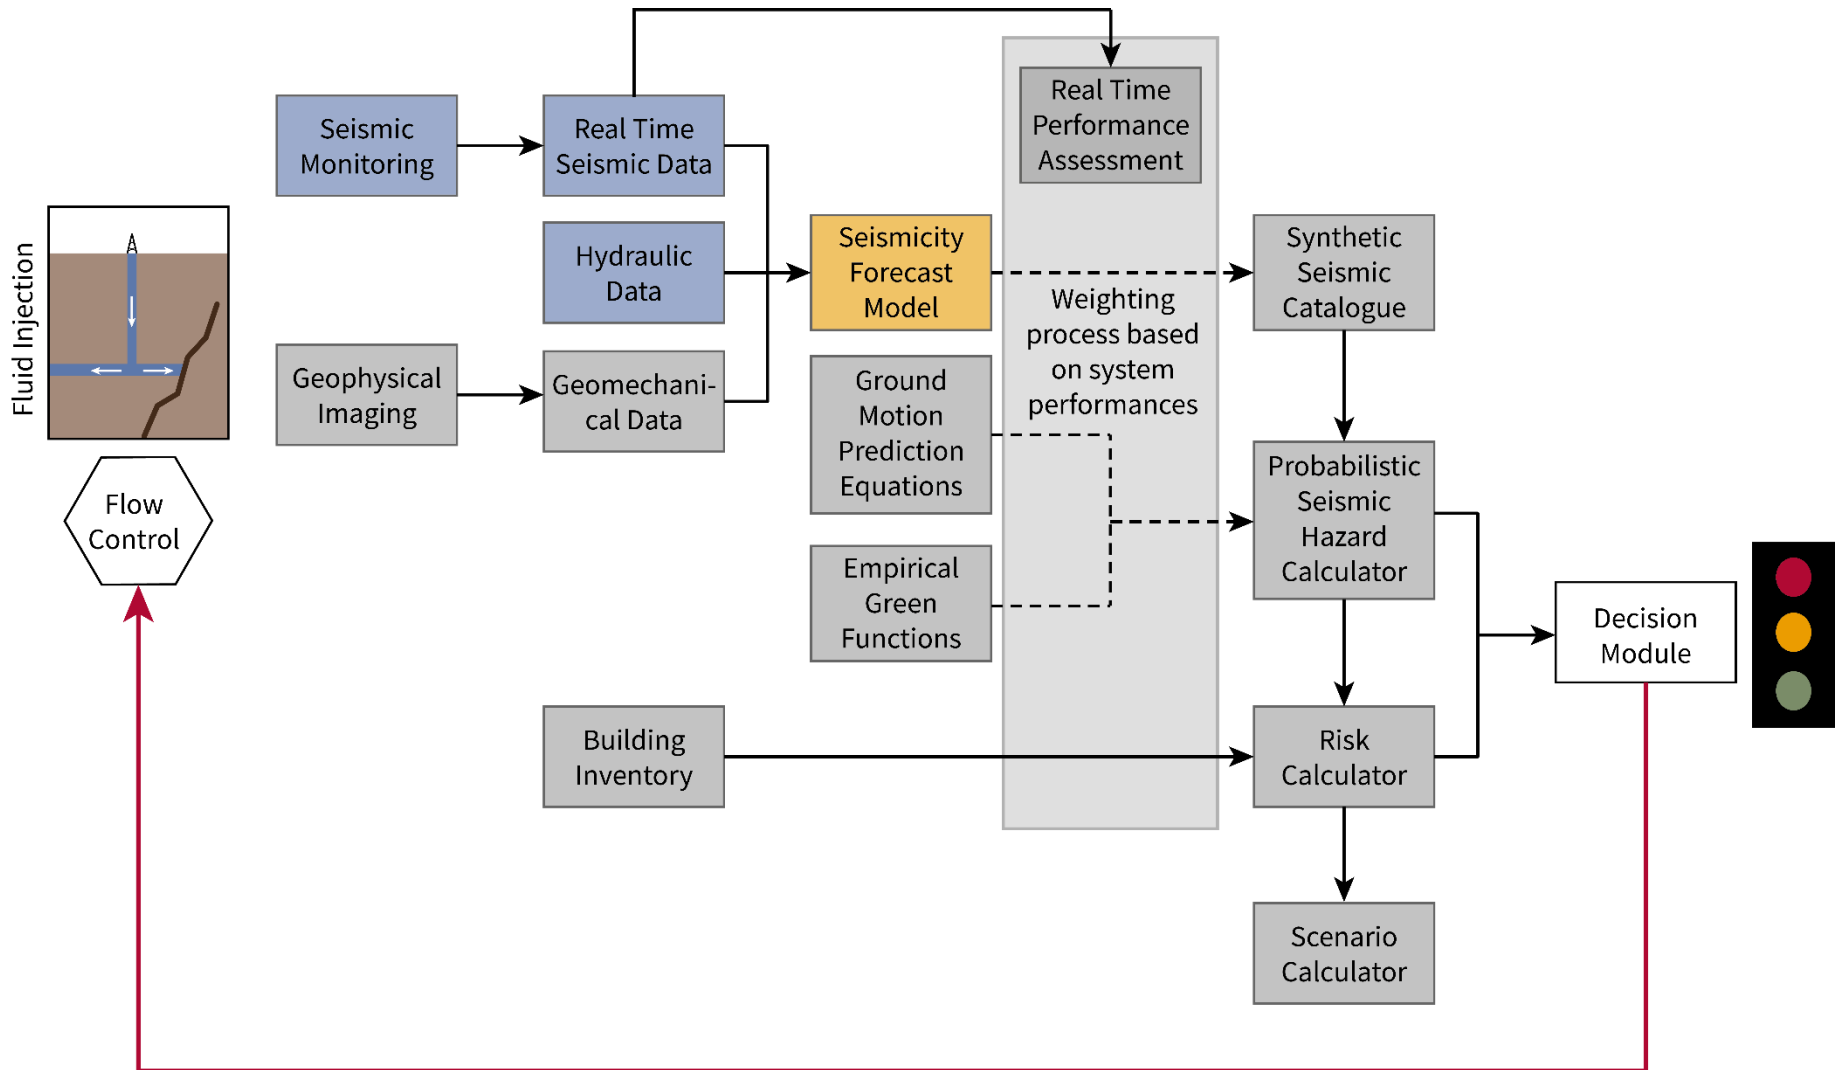 Fluid Injection
Flow
Control
Seismic
Monitoring
Geophysical
Imaging
Real Time
Seismic Data
Hydraulic
Data
Geomechani-
cal Data
Building
Inventory
Seismicity
Forecast
Model
Ground
Motion
Prediction
Equations
Empirical
Green
Functions
Real Time
Performance
Assessment
Weighting
process based
on system
performances
Synthetic
Seismic
Catalogue
Probabilistic
Seismic
Hazard
Calculator
Risk
Calculator
Scenario
Calculator
Decision
Module